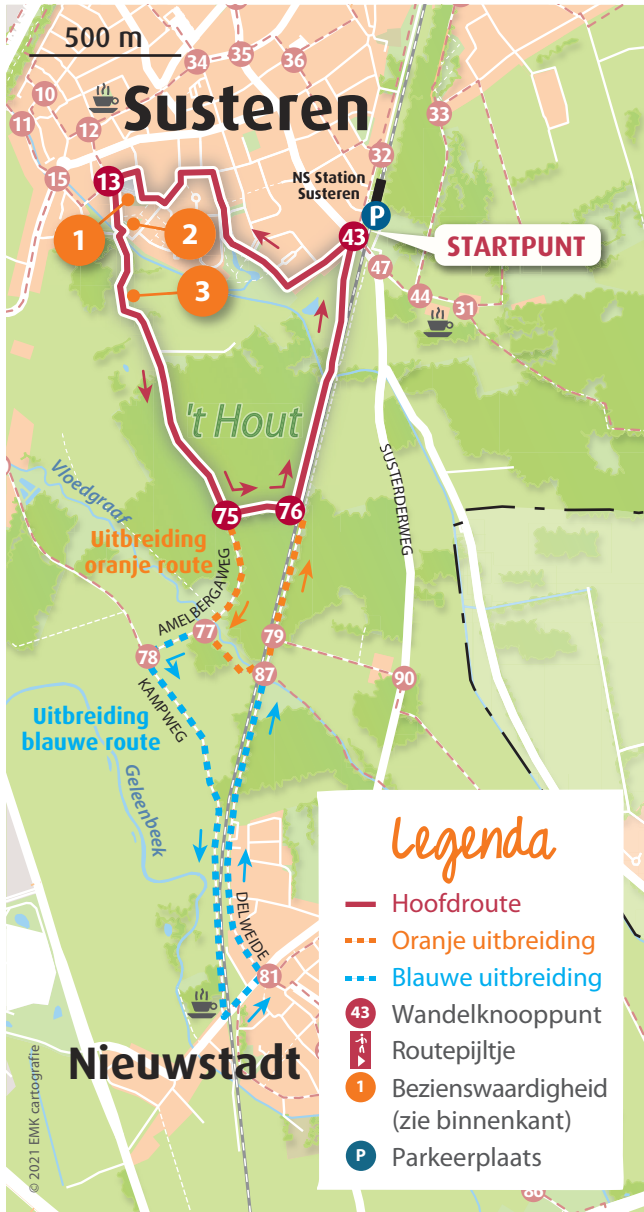 500 m
34
35
36
10
11
12
Susteren
33
32
15
13
NS Station
Susteren
P
1
2
43
STARTPUNT
47
3
44
31
't Hout
SUSTERDERWEG
Vloedgraaf
75
76
Uitbreiding
oranje route
AMELBERGAWEG
77
79
78
87
90
KAMPWEG
Uitbreiding
blauwe route
Geleenbeek
DELWEIDE
81
Nieuwstadt
Legenda
Hoofdroute
Oranje uitbreiding
Blauwe uitbreiding
43 Wandelknooppunt
Routepijltje
1 Bezienswaardigheid
(zie binnenkant)
P Parkeerplaats
© 2021 EMK cartografie